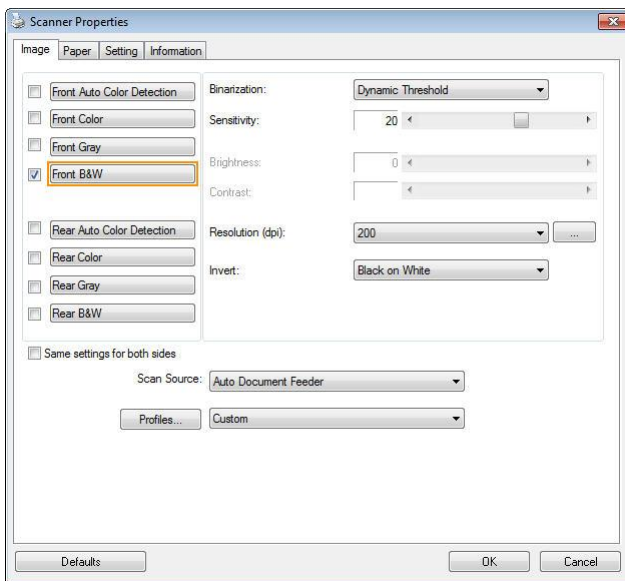 Scanner Properties
Image Paper Setting Information
Front Auto Color Detection
Front Color
Front Gray
Front B&W
Rear Auto Color Detection
Rear Color
Rear Gray
Rear B&W
Binarization: Dynamic Threshold
Sensitivity: 20
Brightness: 0
Contrast:
Resolution (dpi): 200 ...
Invert: Black on White
Same settings for both sides
Scan Source: Auto Document Feeder
Profiles... Custom
Defaults OK Cancel